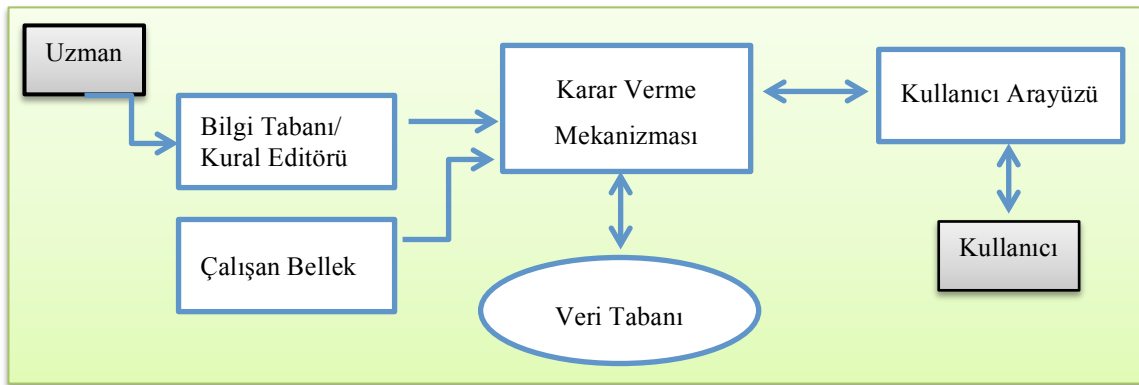 Uzman
Bilgi Tabanı/
Kural Editörü
Çalışan Bellek
Karar Verme
Mekanizması
Veri Tabanı
Kullanıcı Arayüzü
Kullanıcı